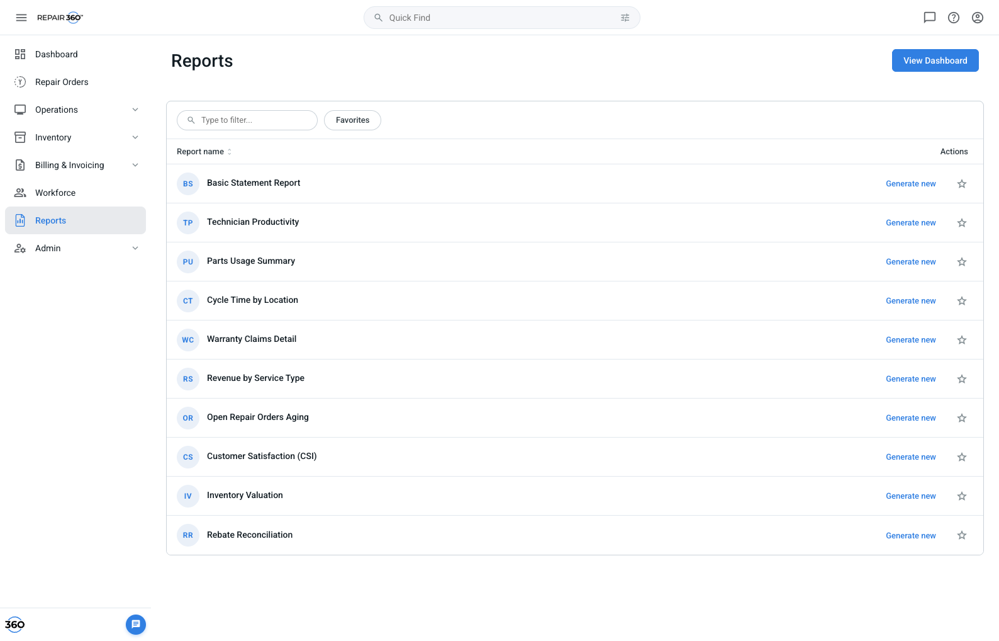 REPAIR 360™
Quick Find
Dashboard
Repair Orders
Operations
Inventory
Billing & Invoicing
Workforce
Reports
Admin
360
Reports
View Dashboard
Type to filter...
Favorites
Report name
Actions
BS Basic Statement Report Generate new
TP Technician Productivity Generate new
PU Parts Usage Summary Generate new
CT Cycle Time by Location Generate new
WC Warranty Claims Detail Generate new
RS Revenue by Service Type Generate new
OR Open Repair Orders Aging Generate new
CS Customer Satisfaction (CSI) Generate new
IV Inventory Valuation Generate new
RR Rebate Reconciliation Generate new